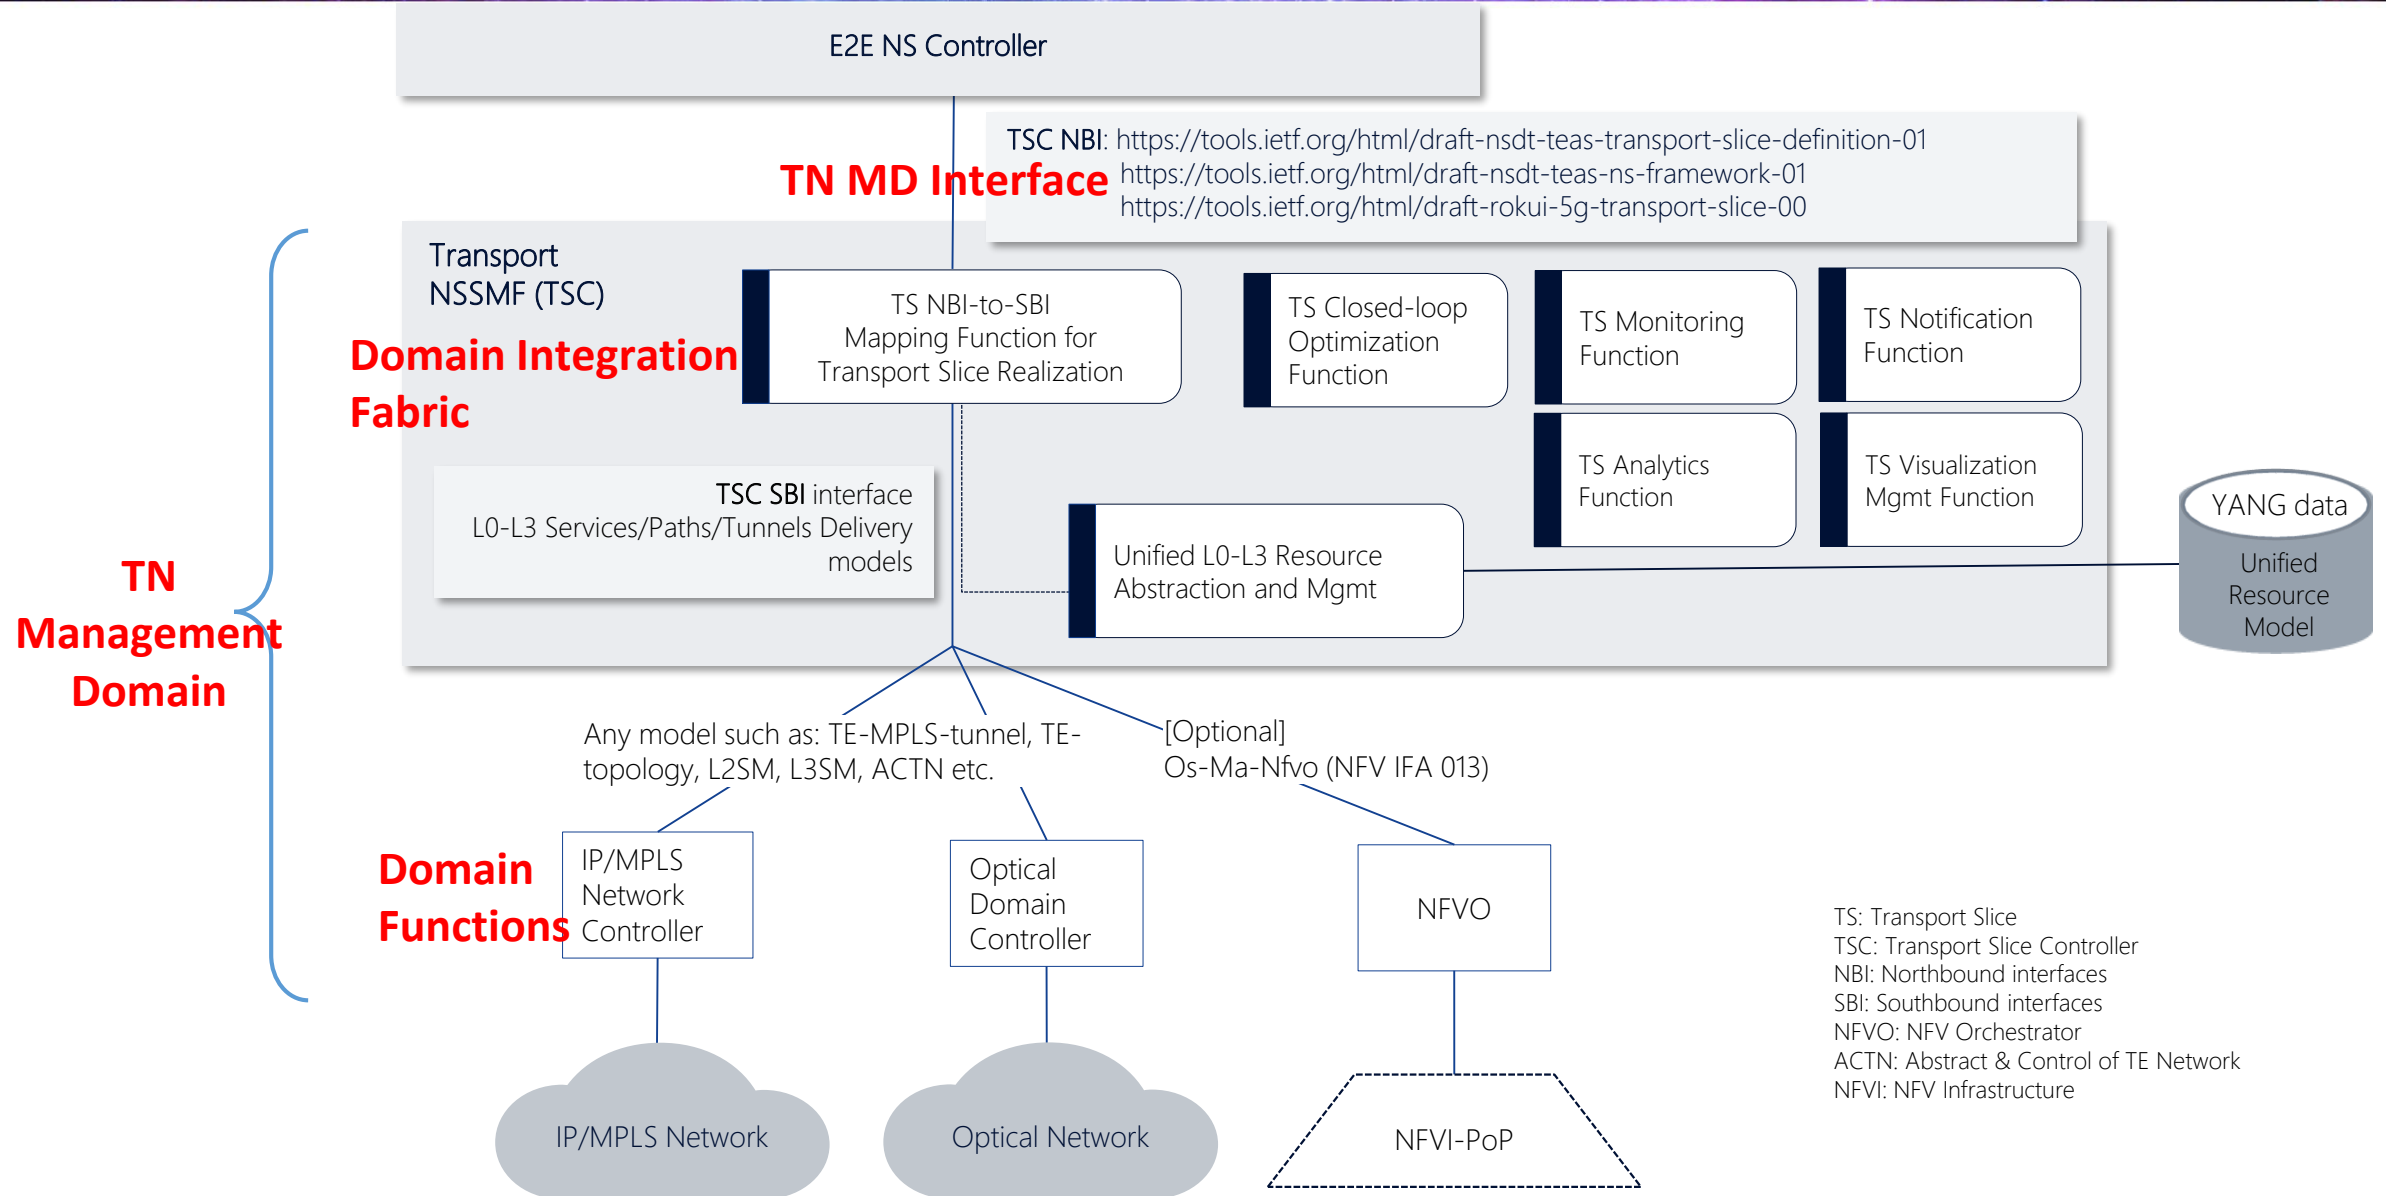 E2E NS Controller
TSC NBI: https://tools.ietf.org/html/draft-nsdt-teas-transport-slice-definition-01
https://tools.ietf.org/html/draft-nsdt-teas-ns-framework-01
https://tools.ietf.org/html/draft-rokui-5g-transport-slice-00
TN MD Interface
Transport
NSSMF (TSC)
Domain Integration
Fabric
TS NBI-to-SBI
Mapping Function for
Transport Slice Realization
TS Closed-loop
Optimization
Function
TS Monitoring
Function
TS Notification
Function
TS Analytics
Function
TS Visualization
Mgmt Function
TSC SBI interface
L0-L3 Services/Paths/Tunnels Delivery
models
Unified L0-L3 Resource
Abstraction and Mgmt
YANG data
Unified
Resource
Model
TN
Management
Domain
Any model such as: TE-MPLS-tunnel, TE-
topology, L2SM, L3SM, ACTN etc.
[Optional]
Os-Ma-Nfvo (NFV IFA 013)
Domain
Functions
IP/MPLS
Network
Controller
Optical
Domain
Controller
NFVO
IP/MPLS Network
Optical Network
NFVI-PoP
TS: Transport Slice
TSC: Transport Slice Controller
NBI: Northbound interfaces
SBI: Southbound interfaces
NFVO: NFV Orchestrator
ACTN: Abstract & Control of TE Network
NFVI: NFV Infrastructure